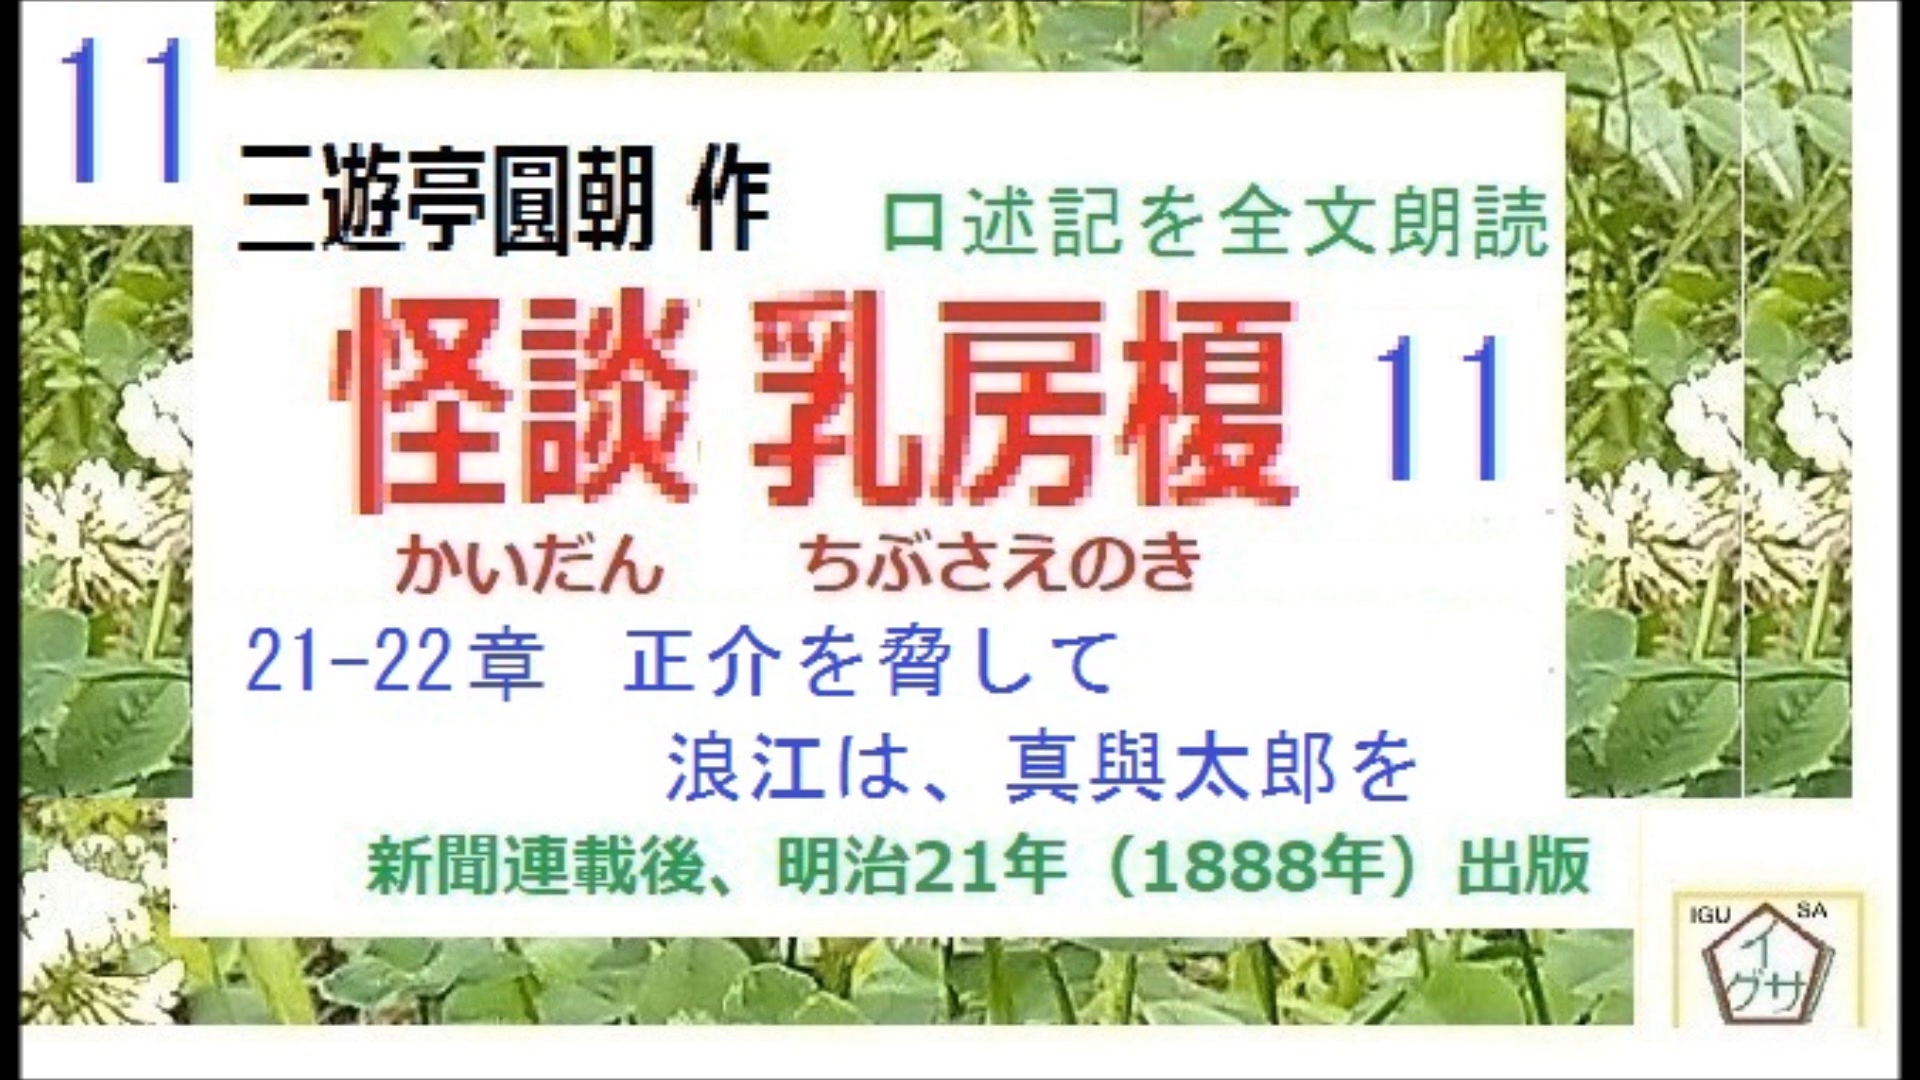 11
三遊亭圓朝 作 口述記を全文朗読
怪談 乳房榎 11
かいだん ちぶさえのき
21-22章 正介を脅して
浪江は、真與太郎を
新聞連載後、明治21年（1888年）出版
IGU SA
イ
グサ